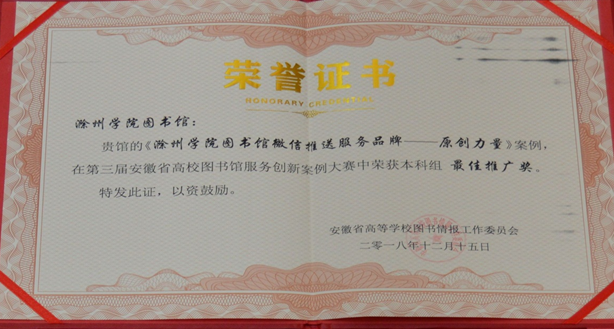 荣誉证书
HONORARY CREDENTIAL
滁州学院图书馆：
贵馆的《滁州学院图书馆微信推送服务品牌——原创力量》案例，
在第三届安徽省高校图书馆服务创新案例大赛中荣获本科组 最佳推广奖。
特发此证，以资鼓励。
安徽省高等学校图书情报工作委员会
二零一八年十二月十五日